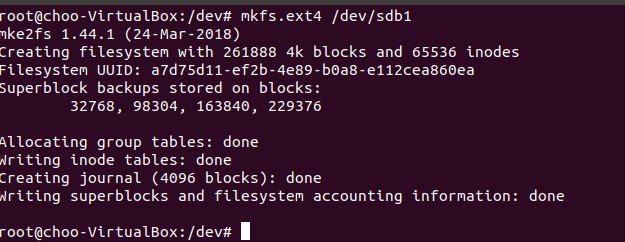 root@choo-VirtualBox:/dev# mkfs.ext4 /dev/sdb1
mke2fs 1.44.1 (24-Mar-2018)
Creating filesystem with 261888 4k blocks and 65536 inodes
Filesystem UUID: a7d75d11-ef2b-4e89-b0a8-e112cea860ea
Superblock backups stored on blocks:
        32768, 98304, 163840, 229376

Allocating group tables: done
Writing inode tables: done
Creating journal (4096 blocks): done
Writing superblocks and filesystem accounting information: done

root@choo-VirtualBox:/dev#